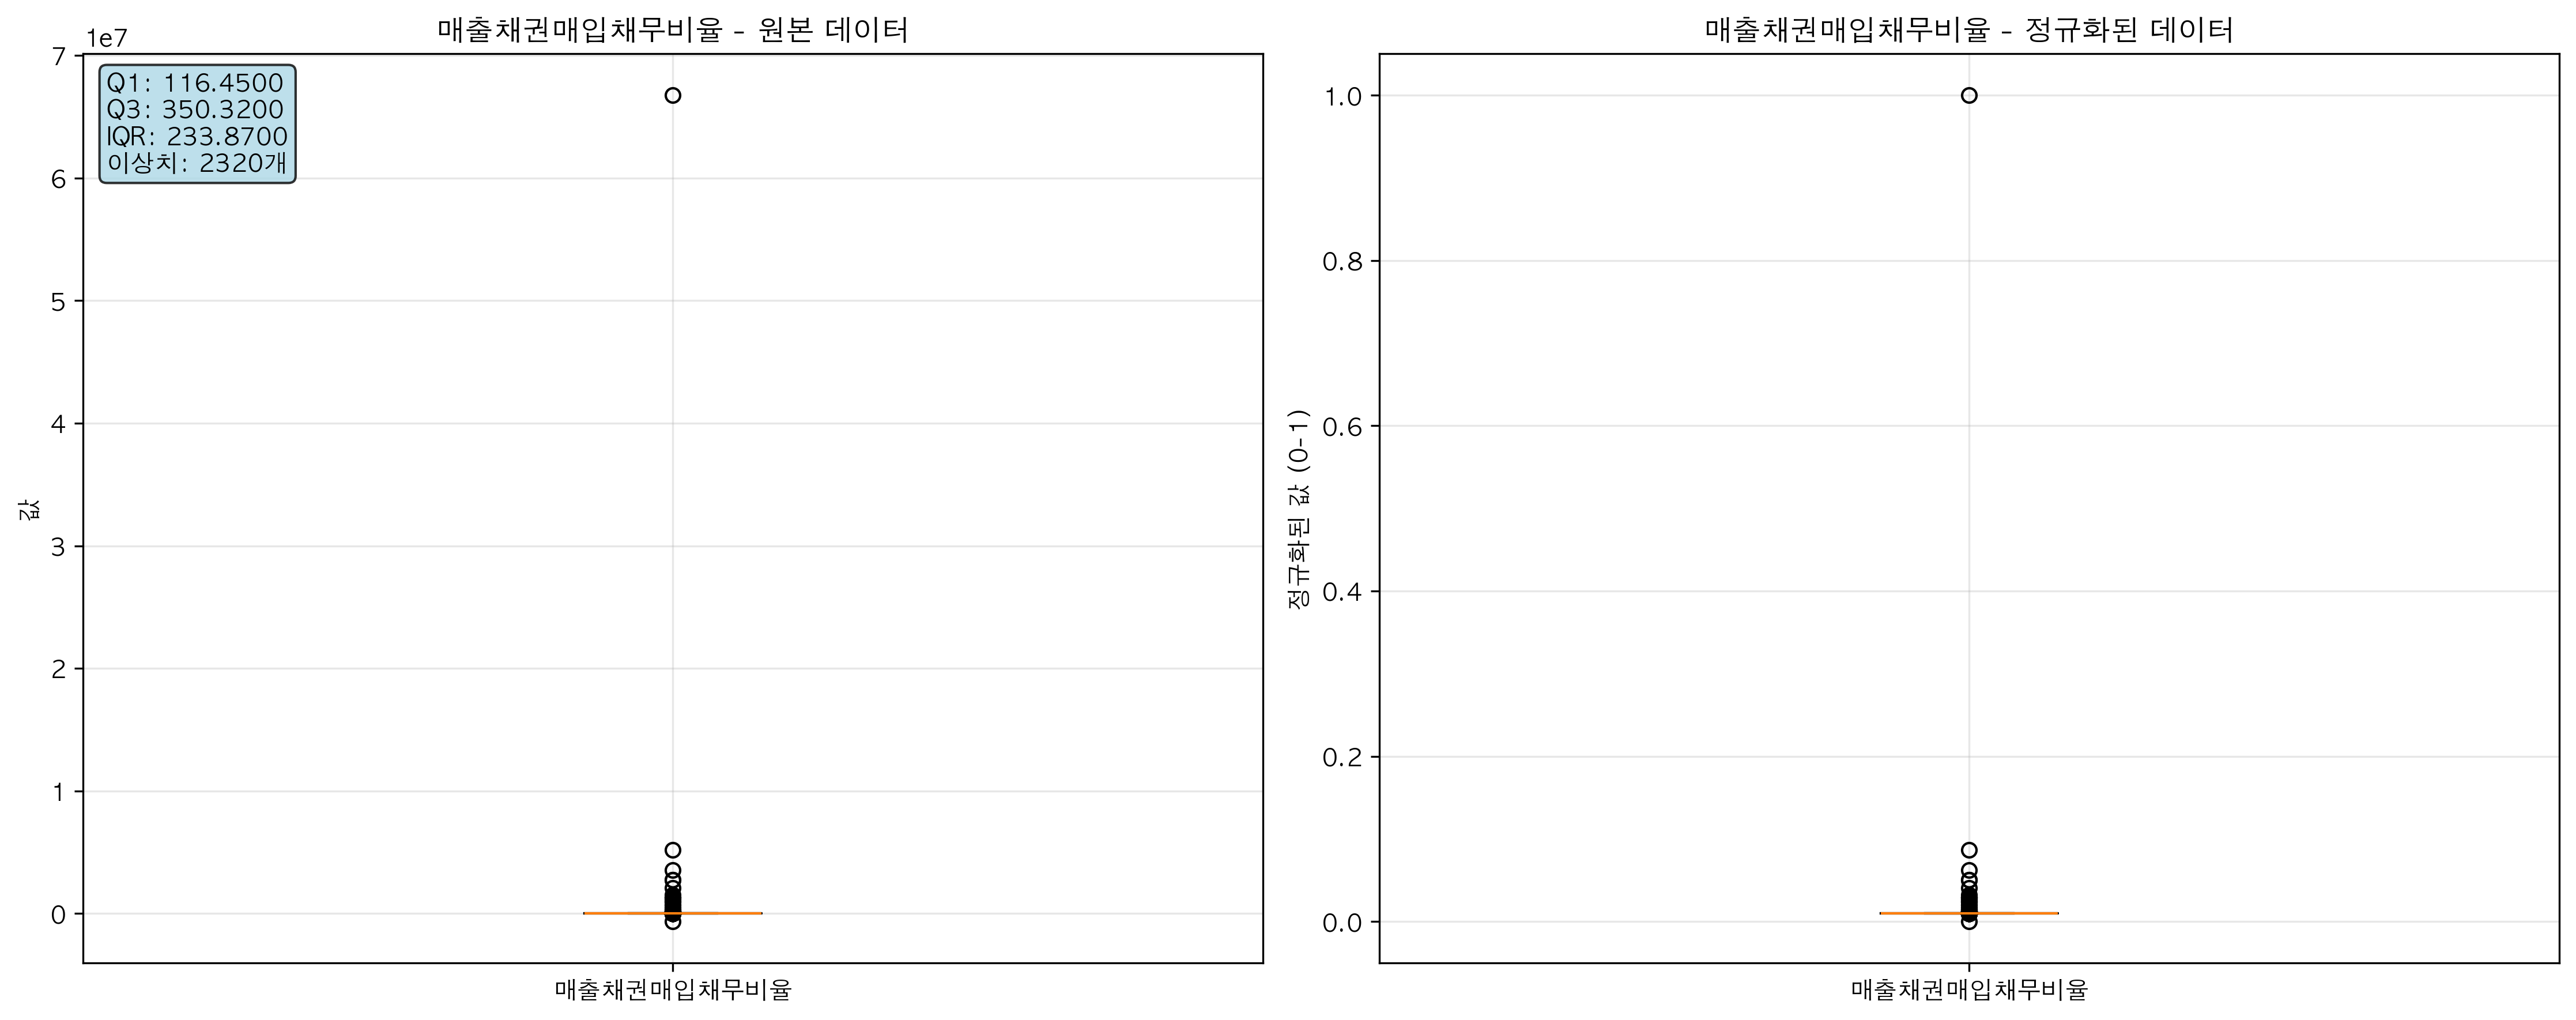 매출채권매입채무비율 - 원본 데이터
1e7
7
6
5
4
3
2
1
0
값
Q1: 116.4500
Q3: 350.3200
IQR: 233.8700
이상치: 2320개
매출채권매입채무비율
매출채권매입채무비율 - 정규화된 데이터
1.0
0.8
0.6
0.4
0.2
0.0
정규화된 값 (0-1)
매출채권매입채무비율